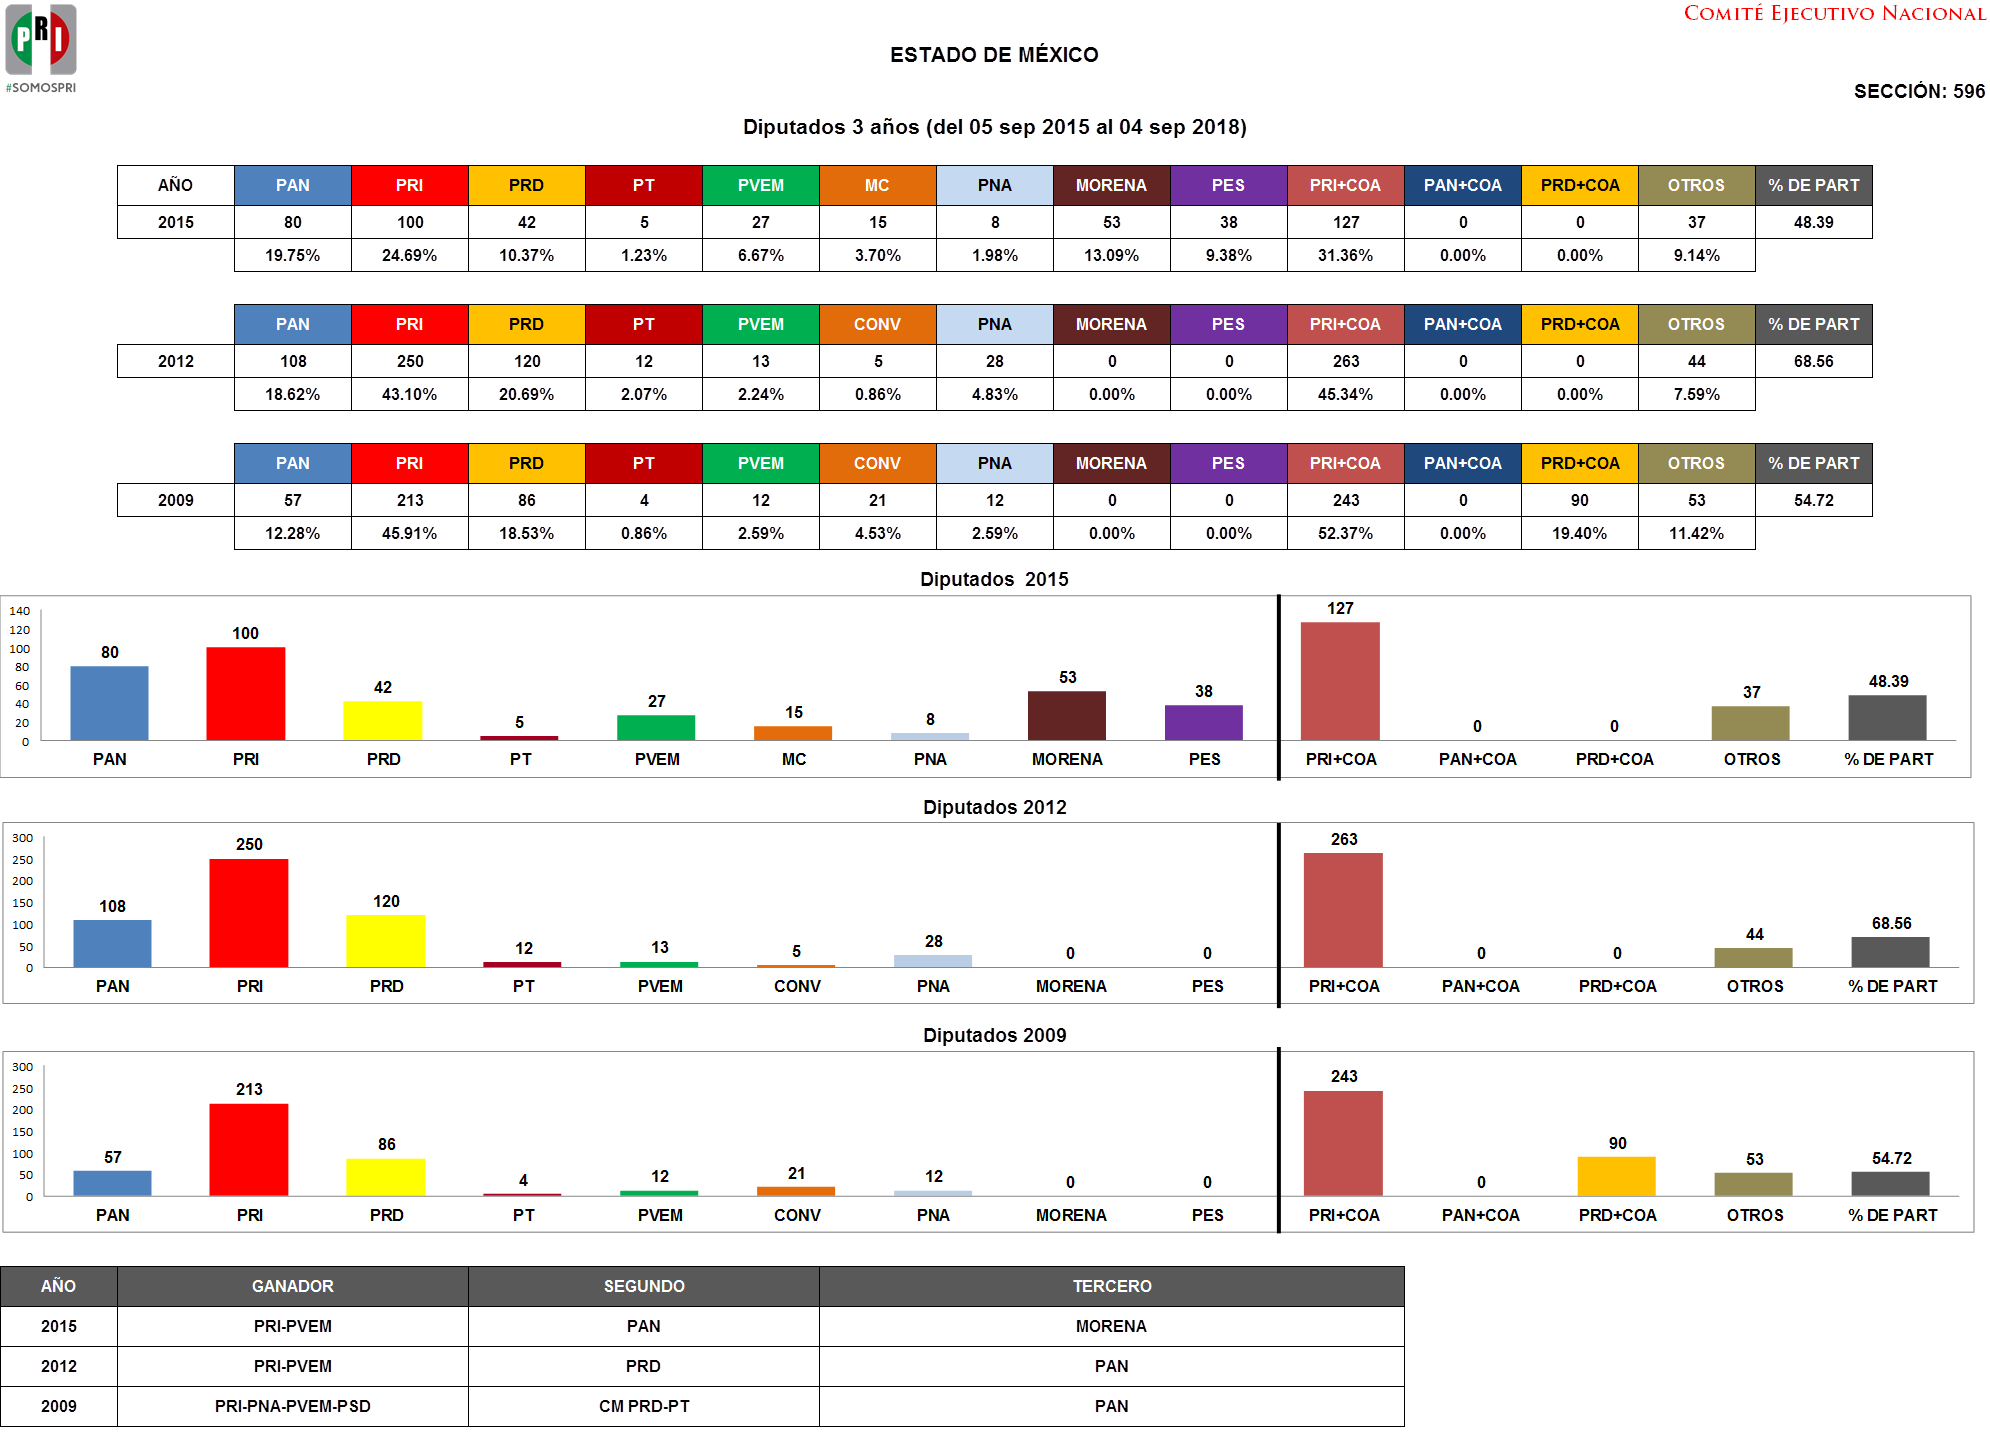 PRI
#SOMOSPRI
COMITÉ EJECUTIVO NACIONAL
ESTADO DE MÉXICO
SECCIÓN: 596
Diputados 3 años (del 05 sep 2015 al 04 sep 2018)
AÑO PAN PRI PRD PT PVEM MC PNA MORENA PES PRI+COA PAN+COA PRD+COA OTROS % DE PART
2015 80 100 42 5 27 15 8 53 38 127 0 0 37 48.39
19.75% 24.69% 10.37% 1.23% 6.67% 3.70% 1.98% 13.09% 9.38% 31.36% 0.00% 0.00% 9.14%
PAN PRI PRD PT PVEM CONV PNA MORENA PES PRI+COA PAN+COA PRD+COA OTROS % DE PART
2012 108 250 120 12 13 5 28 0 0 263 0 0 44 68.56
18.62% 43.10% 20.69% 2.07% 2.24% 0.86% 4.83% 0.00% 0.00% 45.34% 0.00% 0.00% 7.59%
PAN PRI PRD PT PVEM CONV PNA MORENA PES PRI+COA PAN+COA PRD+COA OTROS % DE PART
2009 57 213 86 4 12 21 12 0 0 243 0 90 53 54.72
12.28% 45.91% 18.53% 0.86% 2.59% 4.53% 2.59% 0.00% 0.00% 52.37% 0.00% 19.40% 11.42%
Diputados 2015
140
120
100
80
60
40
20
0
80 100 42 5 27 15 8 53 38 127 0 0 37 48.39
PAN PRI PRD PT PVEM MC PNA MORENA PES PRI+COA PAN+COA PRD+COA OTROS % DE PART
Diputados 2012
300
250
200
150
100
50
0
108 250 120 12 13 5 28 0 0 263 0 0 44 68.56
PAN PRI PRD PT PVEM CONV PNA MORENA PES PRI+COA PAN+COA PRD+COA OTROS % DE PART
Diputados 2009
300
250
200
150
100
50
0
57 213 86 4 12 21 12 0 0 243 0 90 53 54.72
PAN PRI PRD PT PVEM CONV PNA MORENA PES PRI+COA PAN+COA PRD+COA OTROS % DE PART
AÑO GANADOR SEGUNDO TERCERO
2015 PRI-PVEM PAN MORENA
2012 PRI-PVEM PRD PAN
2009 PRI-PNA-PVEM-PSD CM PRD-PT PAN